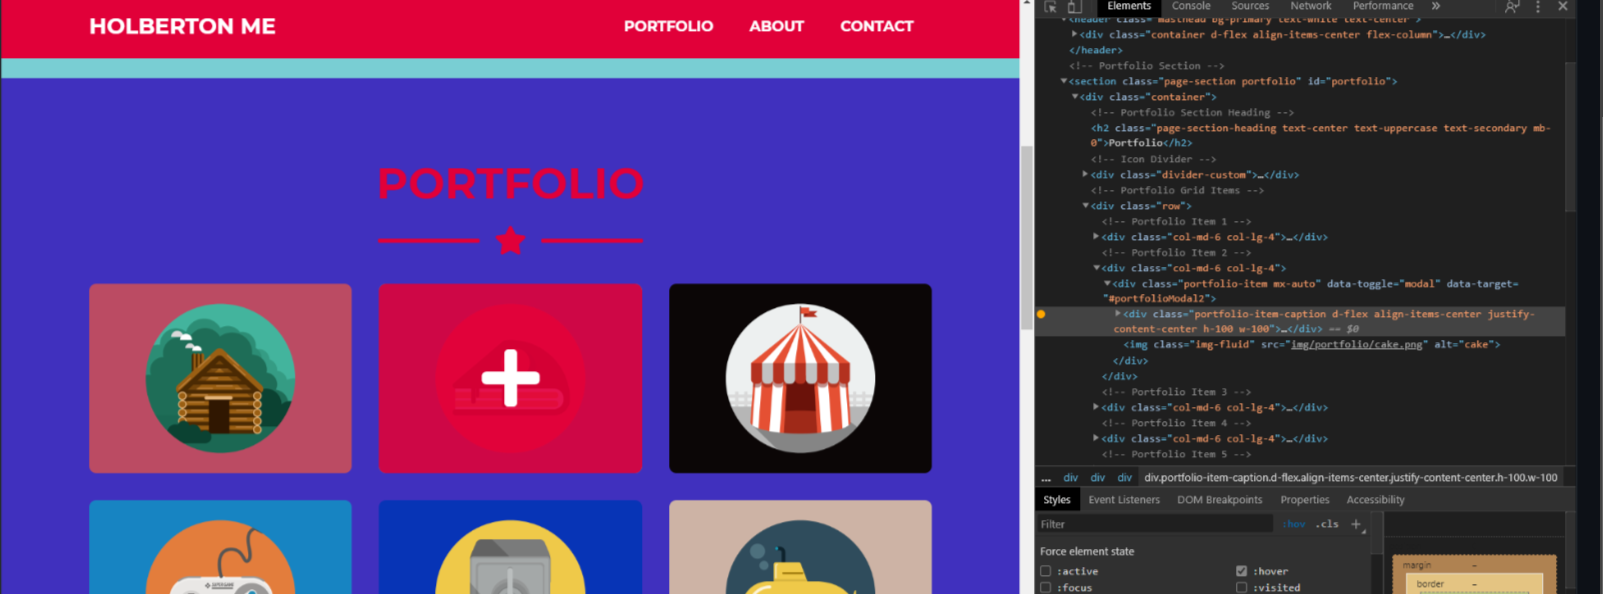 HOLBERTON ME
PORTFOLIO ABOUT CONTACT
PORTFOLIO
SUPER GAME
Elements Console Sources Network Performance »
<header class="masthead bg-primary text-white text-center">
<div class="container d-flex align-items-center flex-column">…</div>
</header>
<!-- Portfolio Section -->
<section class="page-section portfolio" id="portfolio">
<div class="container">
<!-- Portfolio Section Heading -->
<h2 class="page-section-heading text-center text-uppercase text-secondary mb-
0">Portfolio</h2>
<!-- Icon Divider -->
<div class="divider-custom">…</div>
<!-- Portfolio Grid Items -->
<div class="row">
<!-- Portfolio Item 1 -->
<div class="col-md-6 col-lg-4">…</div>
<!-- Portfolio Item 2 -->
<div class="col-md-6 col-lg-4">
<div class="portfolio-item mx-auto" data-toggle="modal" data-target=
"#portfolioModal2">
<div class="portfolio-item-caption d-flex align-items-center justify-
content-center h-100 w-100">…</div> == $0
<img class="img-fluid" src="img/portfolio/cake.png" alt="cake">
</div>
</div>
<!-- Portfolio Item 3 -->
<div class="col-md-6 col-lg-4">…</div>
<!-- Portfolio Item 4 -->
<div class="col-md-6 col-lg-4">…</div>
<!-- Portfolio Item 5 -->
... div div div div.portfolio-item-caption.d-flex.align-items-center.justify-content-center.h-100.w-100
Styles Event Listeners DOM Breakpoints Properties Accessibility
Filter :hov .cls +
Force element state
:active :hover
:focus :visited
margin -
border -